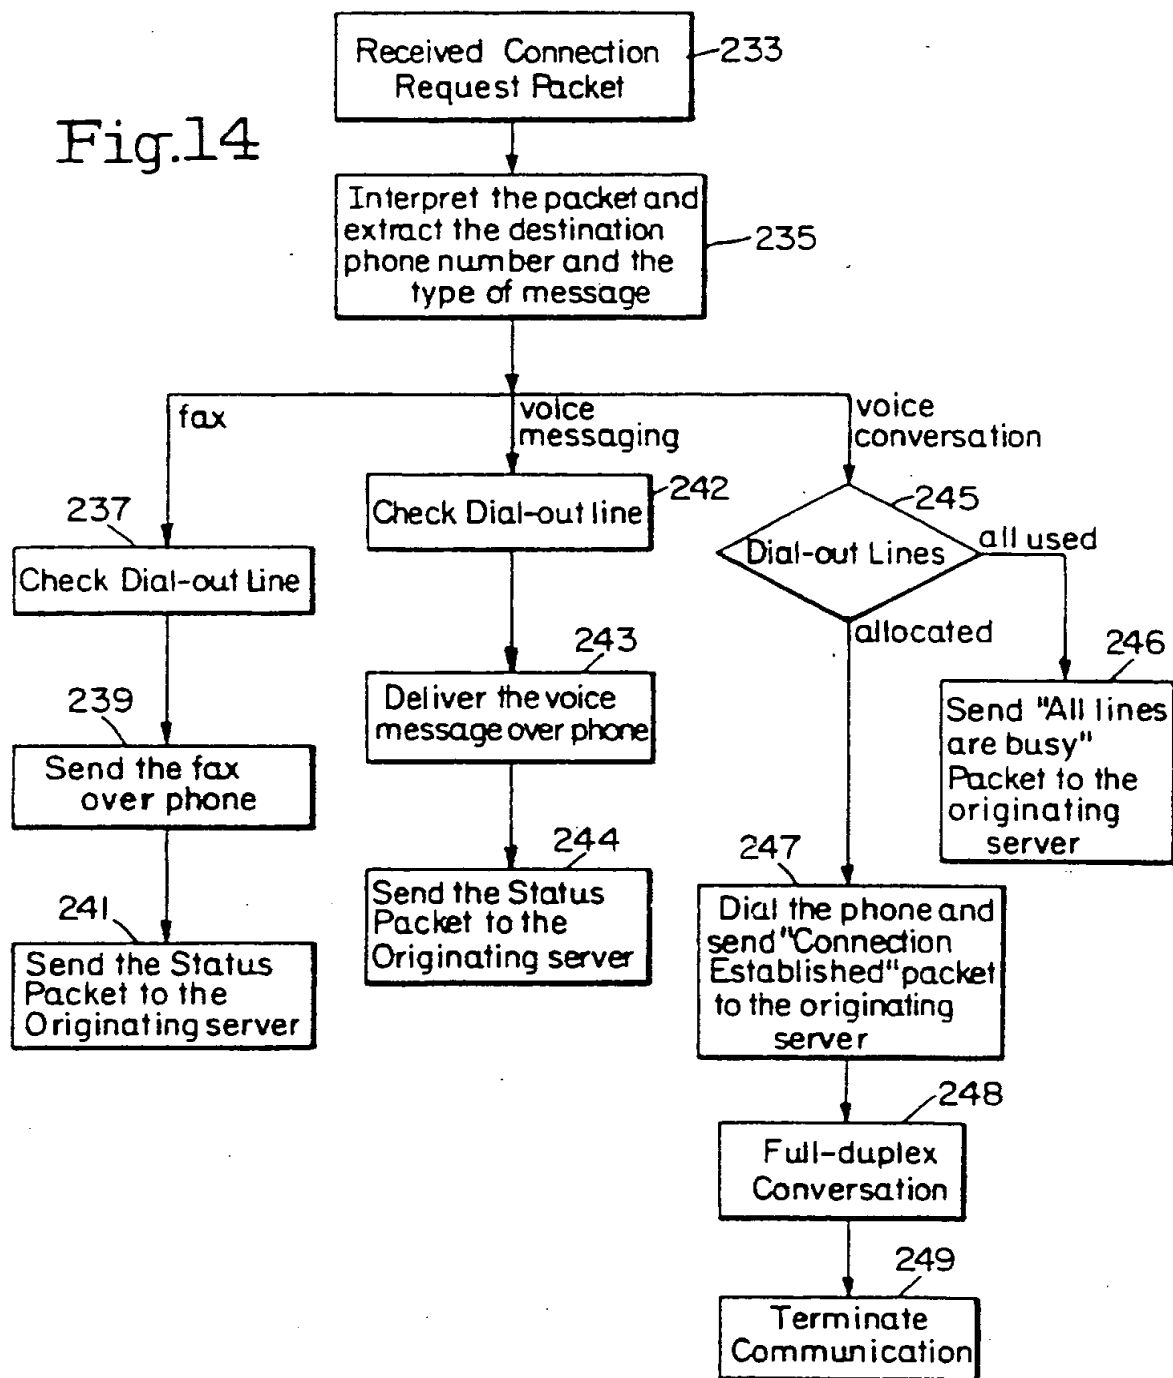 Fig.14
Received Connection
Request Packet
233
Interpret the packet and
extract the destination
phone number and the
type of message
235
fax
voice
messaging
voice
conversation
237
Check Dial-out Line
242
Check Dial-out line
245
Dial-out Lines
all used
allocated
239
Send the fax
over phone
243
Deliver the voice
message over phone
246
Send "All lines
are busy"
Packet to the
originating
server
241
Send the Status
Packet to the
Originating server
244
Send the Status
Packet to the
Originating server
247
Dial the phone and
send "Connection
Established" packet
to the originating
server
248
Full-duplex
Conversation
249
Terminate
Communication